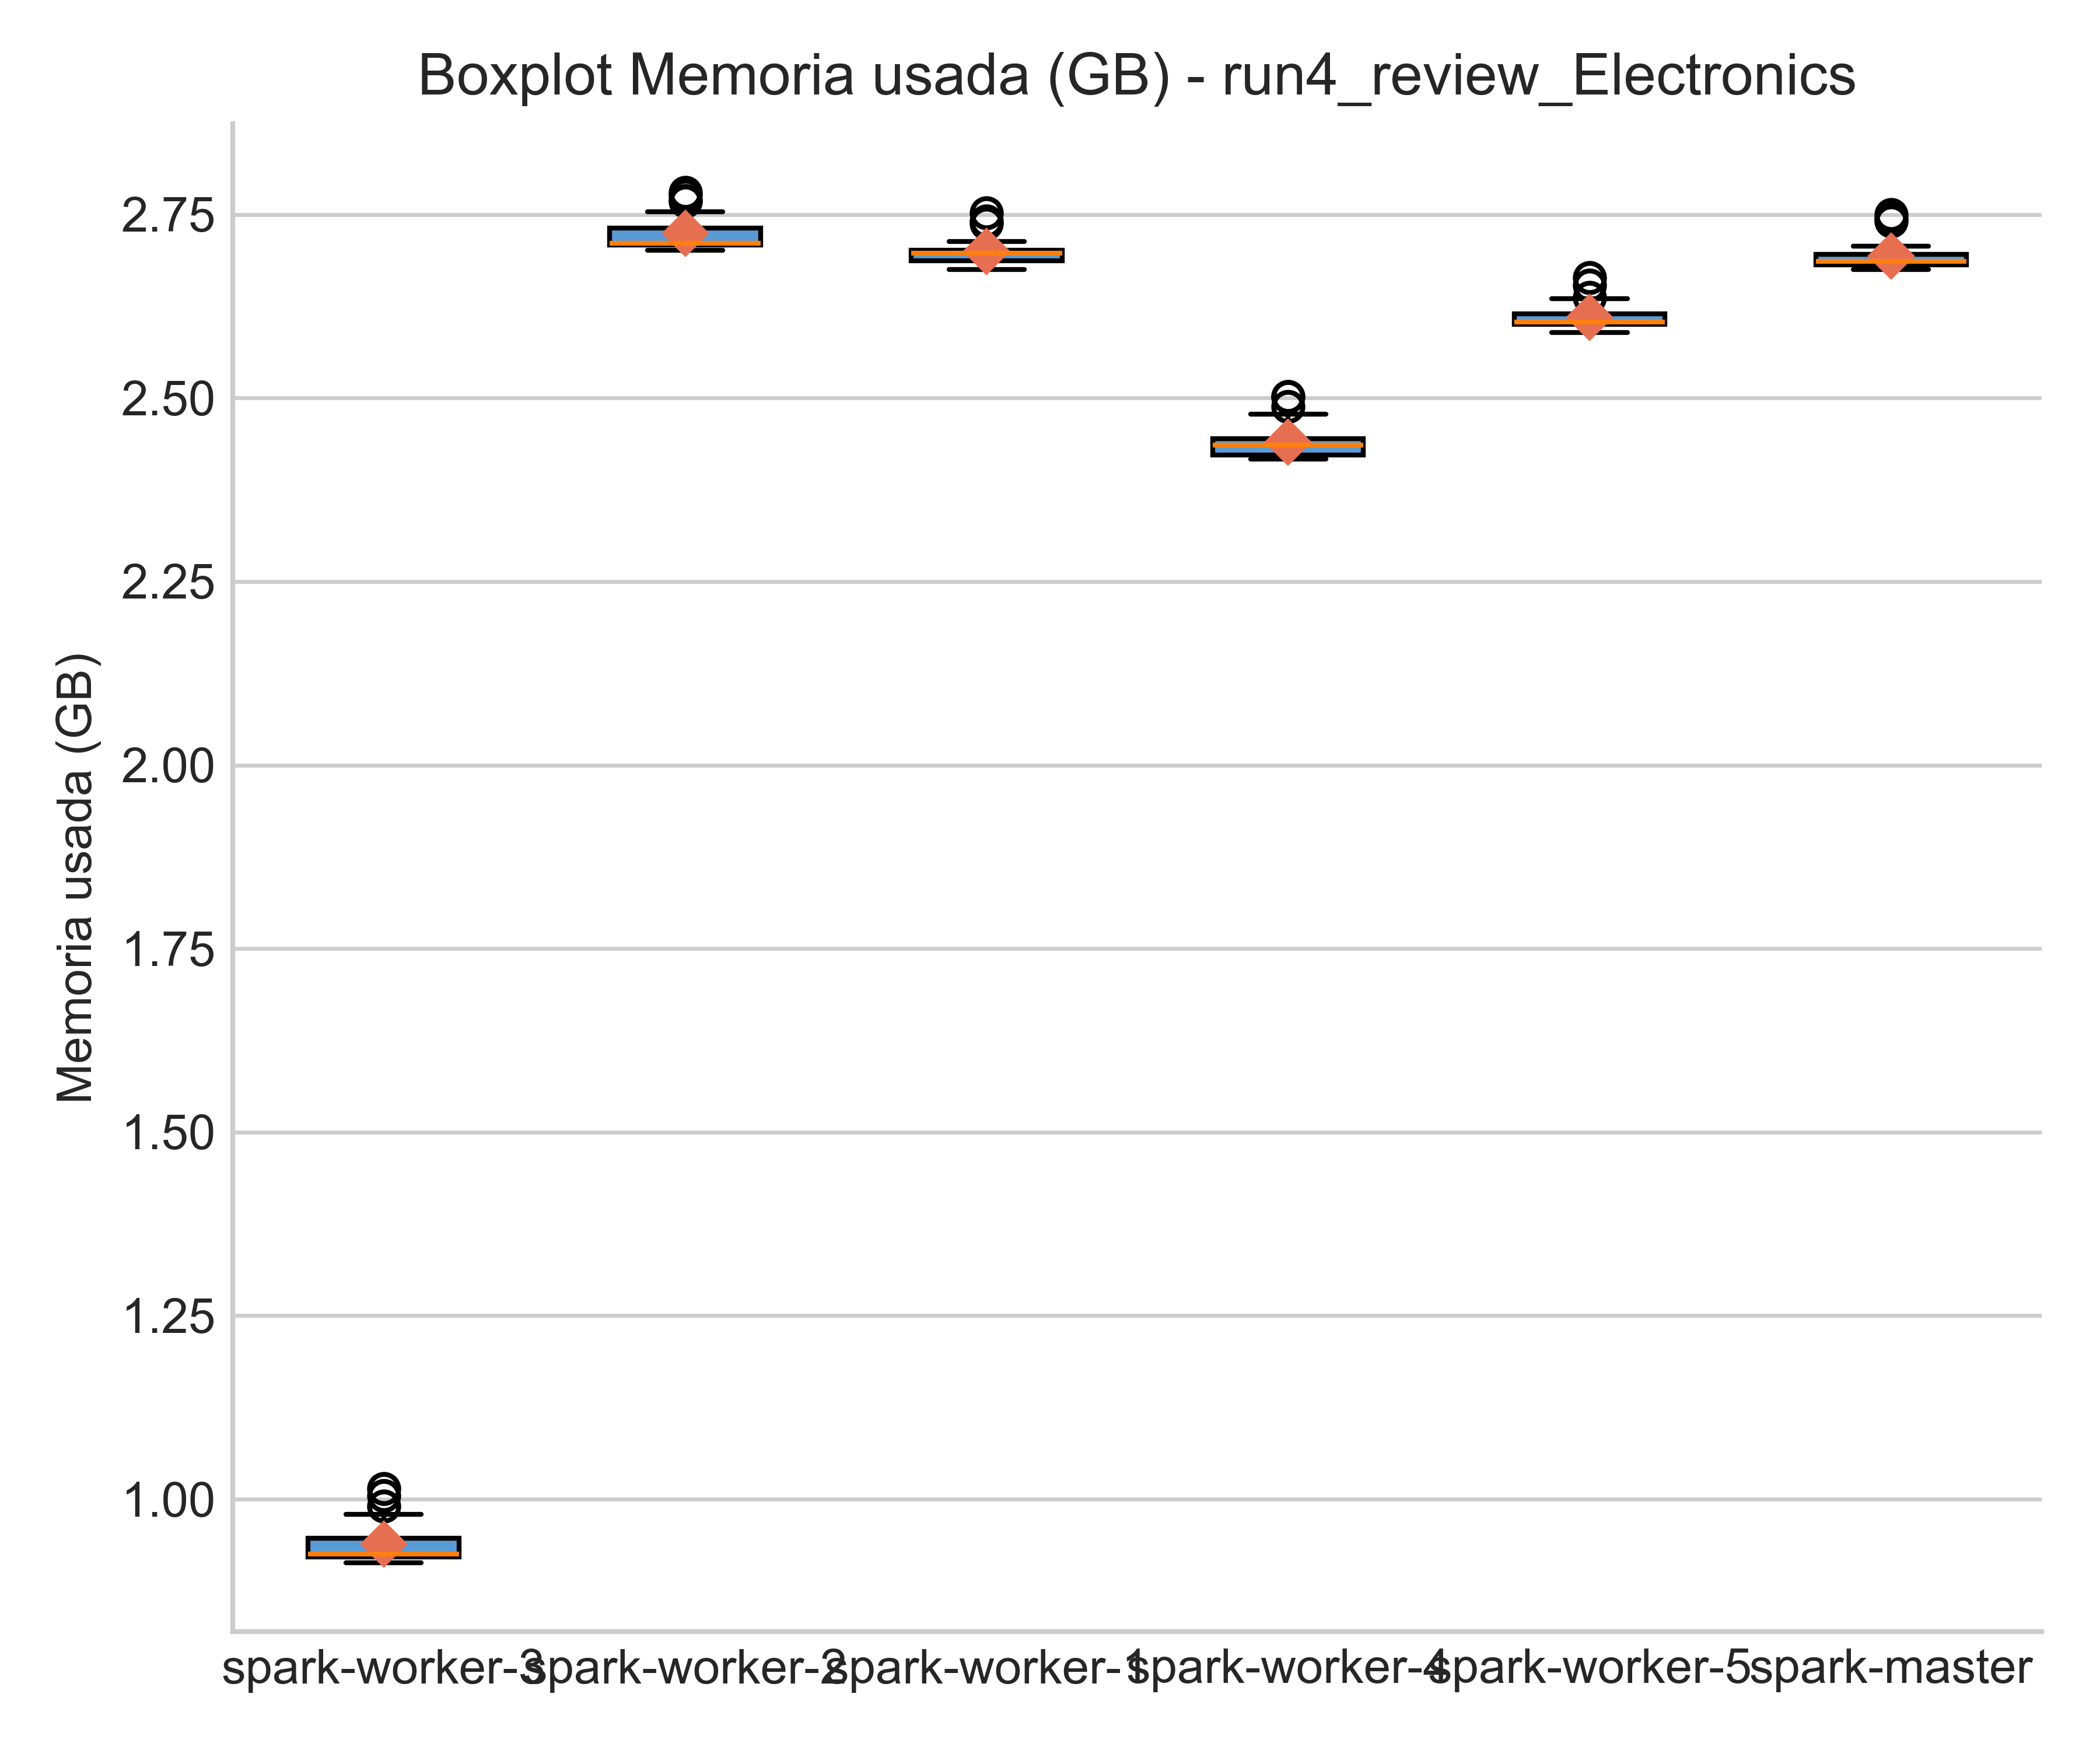 Boxplot Memoria usada (GB) - run4_review_Electronics
Memoria usada (GB)
2.75
2.50
2.25
2.00
1.75
1.50
1.25
1.00
spark-worker-3
spark-worker-2
spark-worker-1
spark-worker-4
spark-worker-5
spark-master